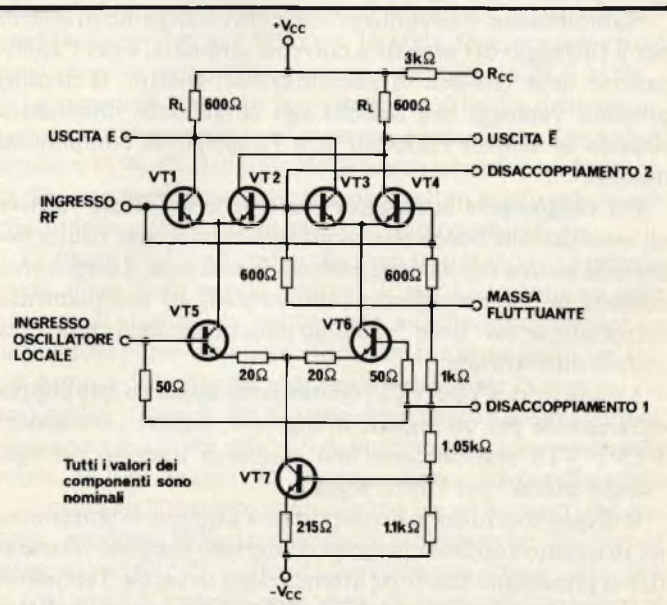 -VCC
3kΩ
RCC
RL
600Ω
RL
600Ω
USCITA E
USCITA E̅
DISACCOPPIAMENTO 2
VT1
VT2
VT3
VT4
INGRESSO
RF
600Ω
600Ω
MASSA
FLUTTUANTE
VT5
VT6
INGRESSO
OSCILLATORE
LOCALE
20Ω
20Ω
50Ω
50Ω
1kΩ
DISACCOPPIAMENTO 1
1,05kΩ
Tutti i valori dei
componenti sono
nominali
VT7
215Ω
1.1kΩ
-VCC